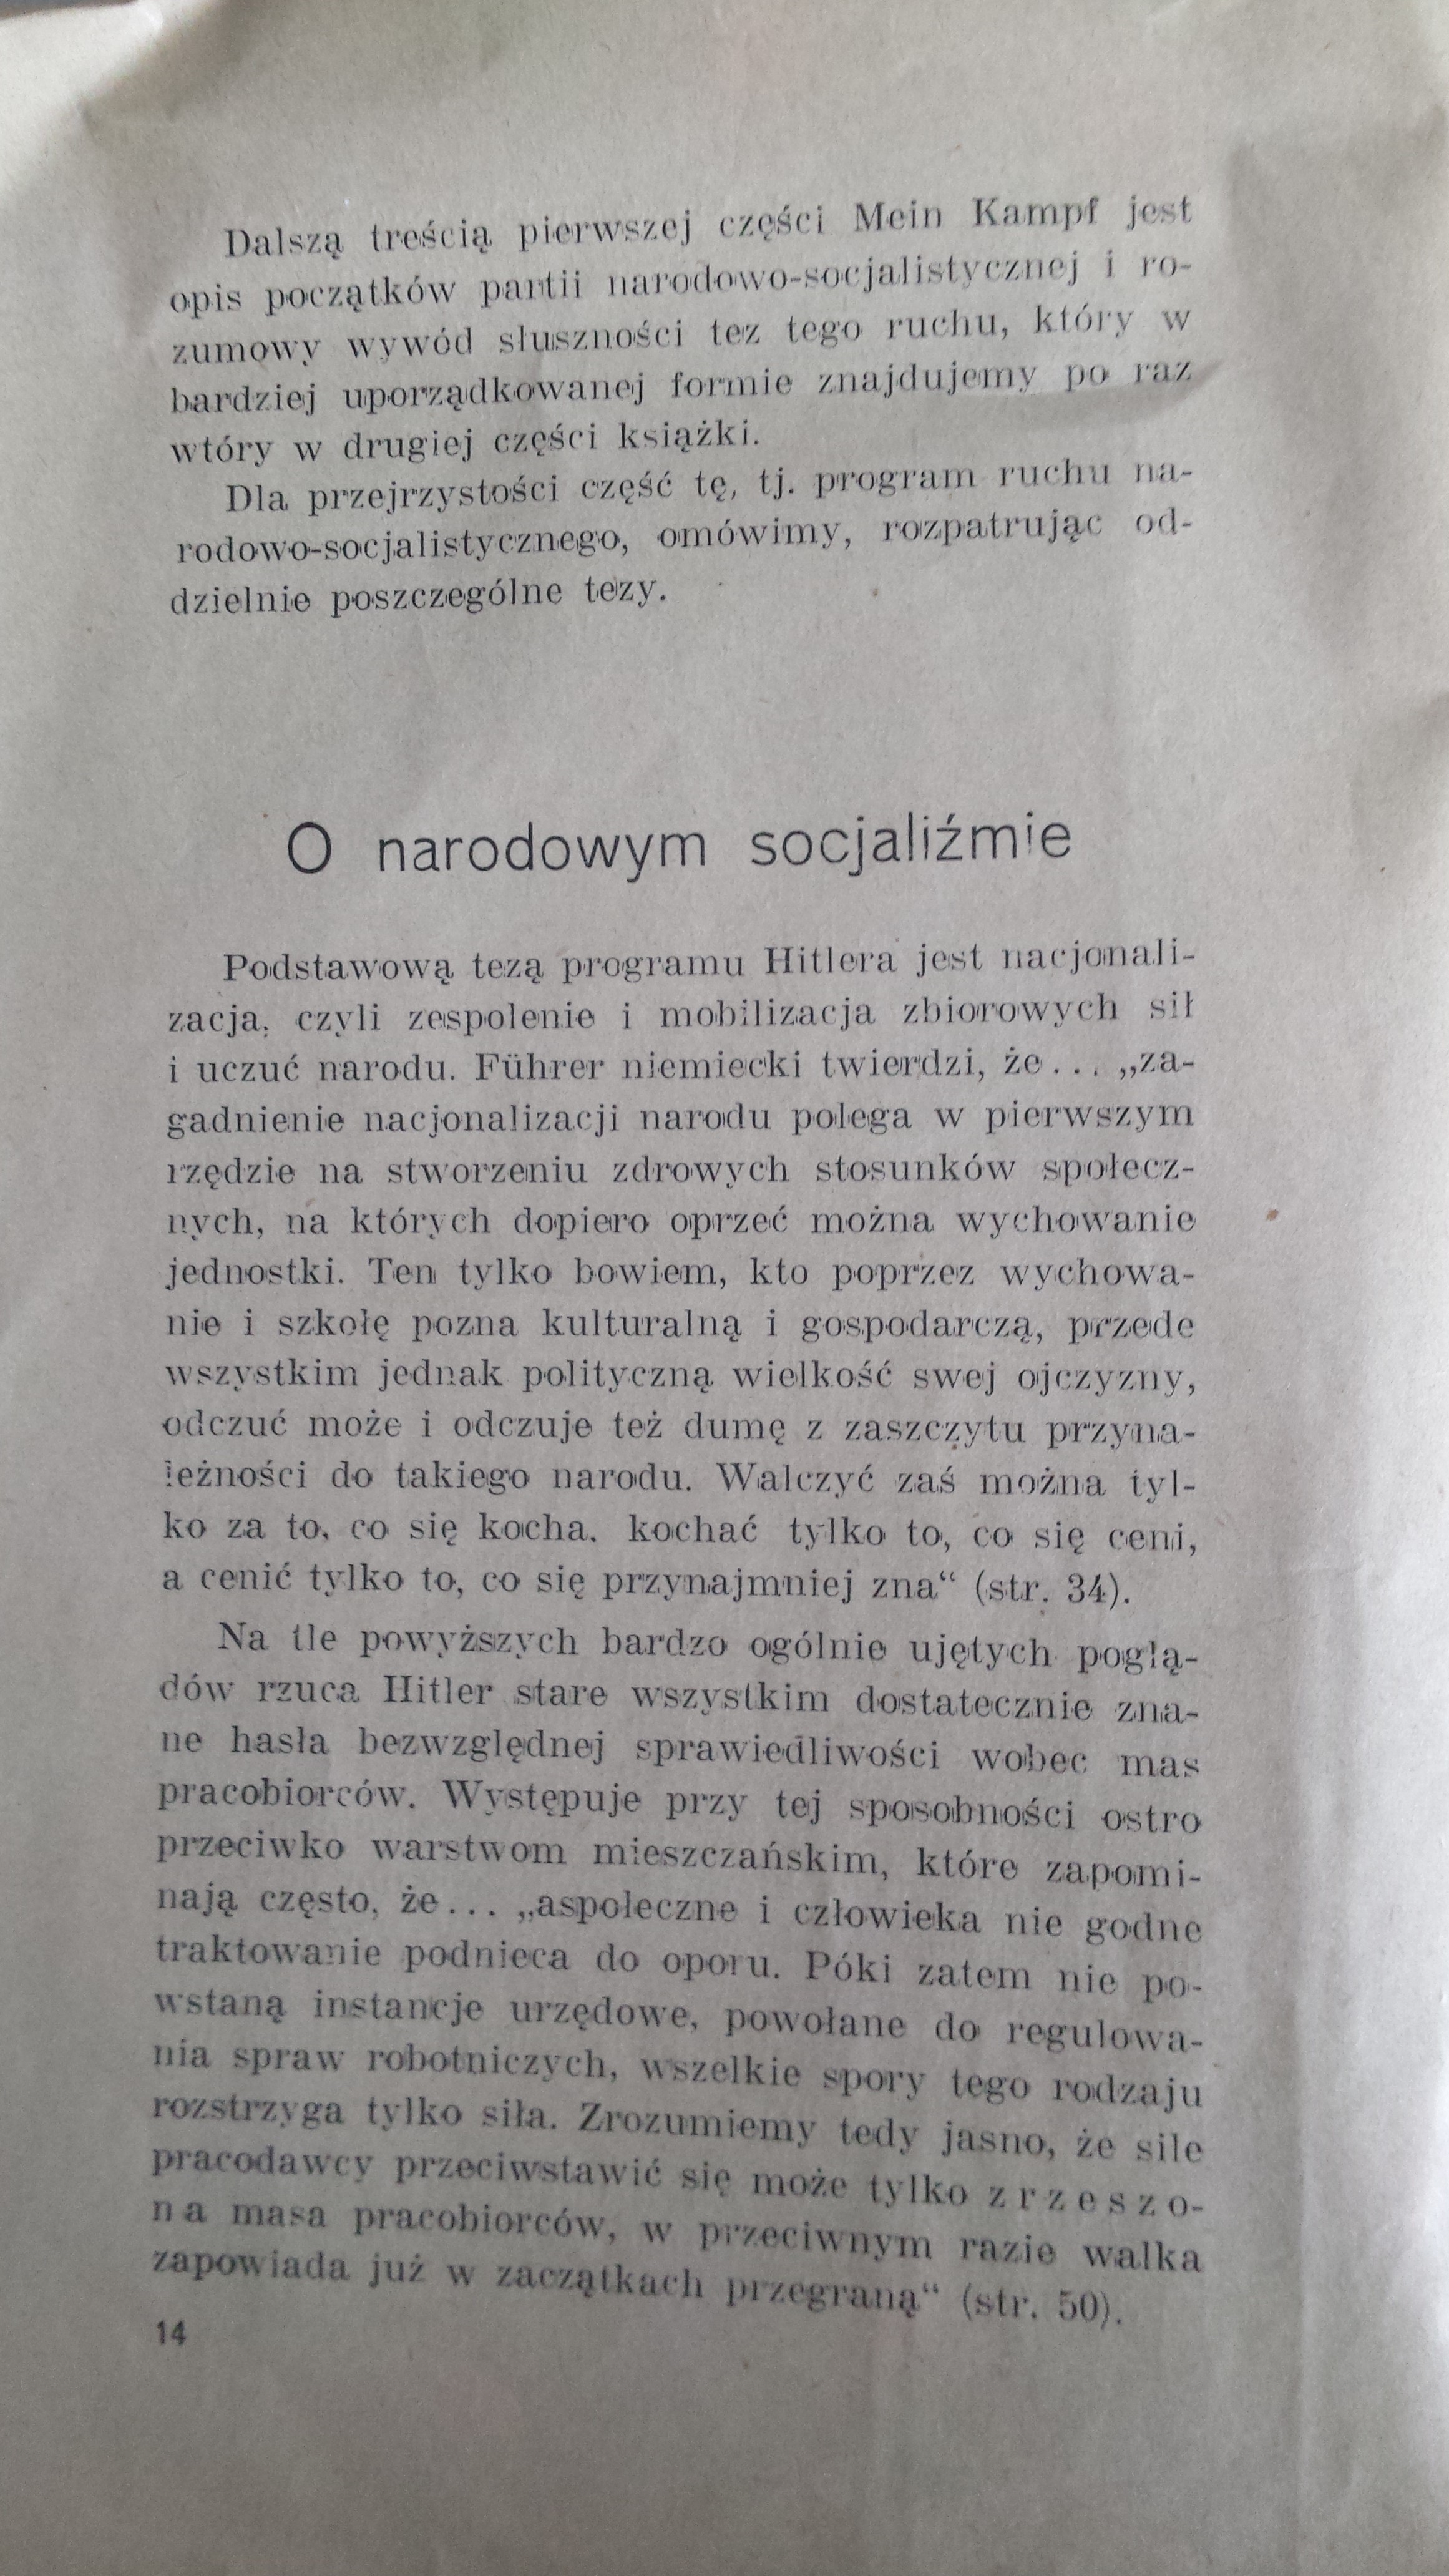 Dalszą treścią pierwszej części Mein Kampf jest
opis początków partii narodowo-socjalistycznej i ro-
zumowy wywód słuszności tez tego ruchu, który w
bardziej uporządkowanej formie znajdujemy po raz
wtóry w drugiej części książki.
Dla przejrzystości część tę, tj. program ruchu na-
rodowo-socjalistycznego, omówimy, rozpatrując od-
dzielnie poszczególne tezy.
O narodowym socjaliźmie
Podstawową tezą programu Hitlera jest nacjonali-
zacja, czyli zespolenie i mobilizacja zbiorowych sił
i uczuć narodu. Führer niemiecki twierdzi, że... „za-
gadnienie nacjonalizacji narodu polega w pierwszym
rzędzie na stworzeniu zdrowych stosunków społecz-
nych, na których dopiero oprzeć można wychowanie
jednostki. Ten tylko bowiem, kto poprzez wychowa-
nie i szkołę pozna kulturalną i gospodarczą, przede
wszystkim jednak polityczną wielkość swej ojczyzny,
odczuć może i odczuje też dumę z zaszczytu przyna-
leżności do takiego narodu. Walczyć zaś można tyl-
ko za to, co się kocha, kochać tylko to, co się ceni,
a cenić tylko to, co się przynajmniej zna“ (str. 34).
Na tle powyższych bardzo ogólnie ujętych poglą-
dów rzuca Hitler stare wszystkim dostatecznie zna-
ne hasła bezwzględnej sprawiedliwości wobec mas
pracobiorców. Występuje przy tej sposobności ostro
przeciwko warstwom mieszczańskim, które zapomi-
nają często, że... „aspołeczne i człowieka nie godne
traktowanie podnieca do oporu. Póki zatem nie po-
wstaną instancje urzędowe, powołane do regulowa-
nia spraw robotniczych, wszelkie spory tego rodzaju
rozstrzyga tylko siła. Zrozumiemy tedy jasno, że sile
pracodawcy przeciwstawić się może tylko z r z e s z o-
n a masa pracobiorców, w przeciwnym razie walka
zapowiada już w zaczątkach przegraną“ (str. 50).
14